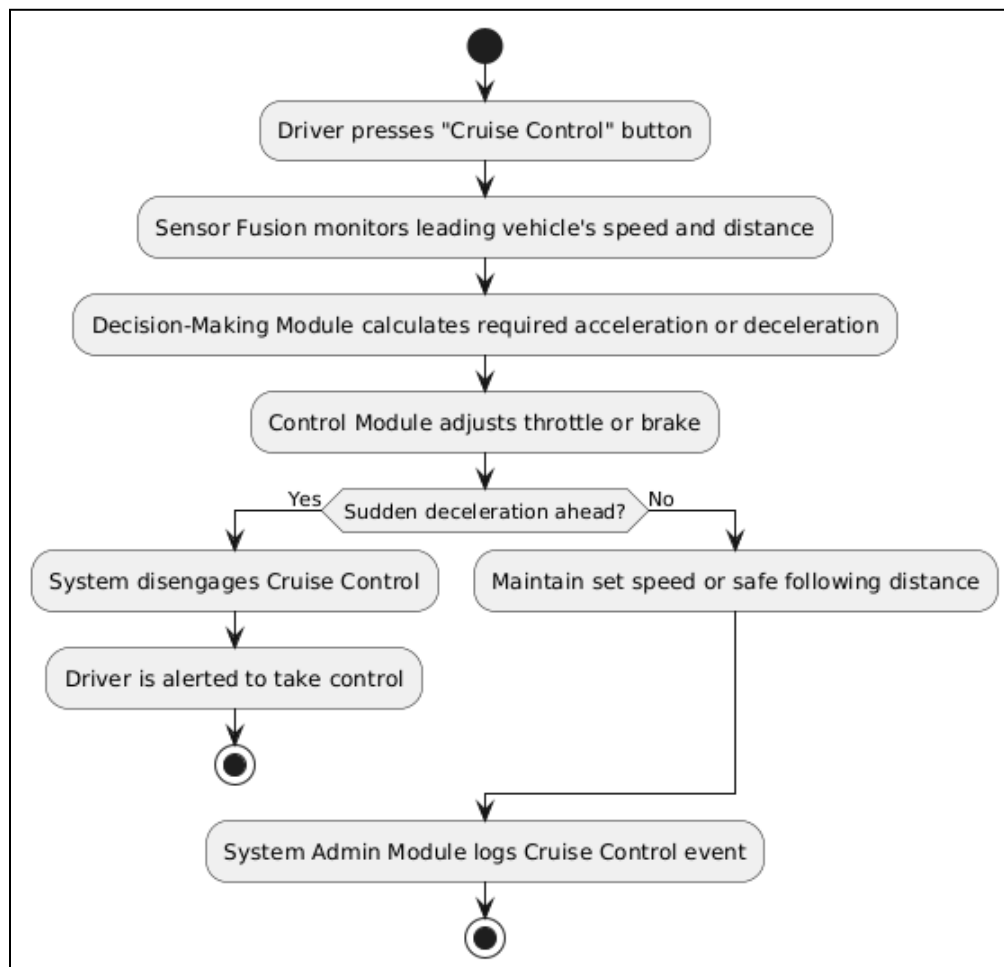 Driver presses "Cruise Control" button
Sensor Fusion monitors leading vehicle's speed and distance
Decision-Making Module calculates required acceleration or deceleration
Control Module adjusts throttle or brake
Yes
Sudden deceleration ahead?
No
System disengages Cruise Control
Maintain set speed or safe following distance
Driver is alerted to take control
System Admin Module logs Cruise Control event